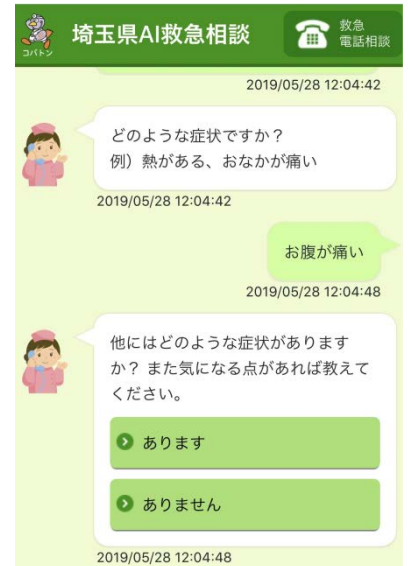 コバトン
埼玉県AI救急相談
救急
電話相談
2019/05/28 12:04:42
どのような症状ですか？
例）熱がある、おなかが痛い
2019/05/28 12:04:42
お腹が痛い
2019/05/28 12:04:48
他にはどのような症状があります
か？ また気になる点があれば教えて
ください。
あります
ありません
2019/05/28 12:04:48